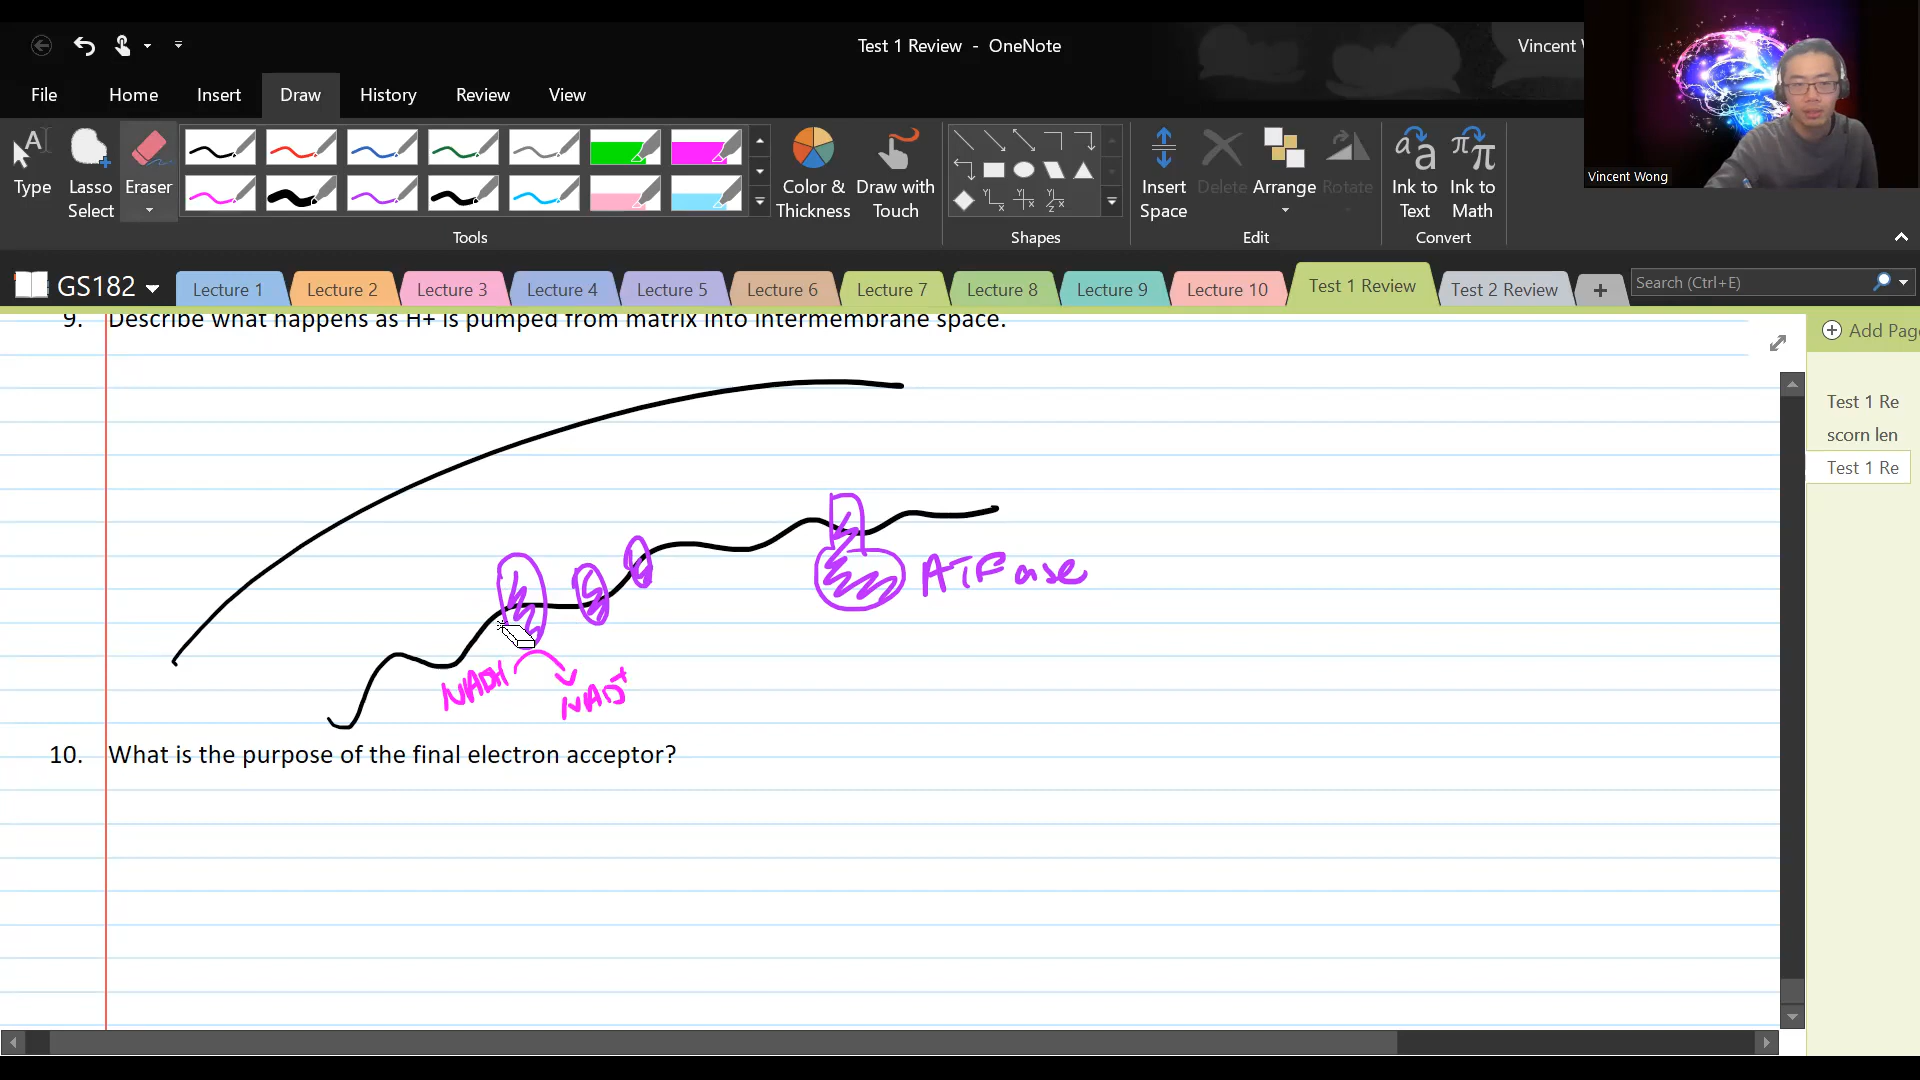 Test 1 Review - OneNote
Vincent
File
Home
Insert
Draw
History
Review
View
Vincent Wong
Type
Lasso
Select
Eraser
Color &
Thickness
Draw with
Touch
Insert
Space
Delete
Arrange
Rotate
Ink to
Text
Ink to
Math
Tools
Shapes
Edit
Convert
GS182
Lecture 1
Lecture 2
Lecture 3
Lecture 4
Lecture 5
Lecture 6
Lecture 7
Lecture 8
Lecture 9
Lecture 10
Test 1 Review
Test 2 Review
Search (Ctrl+E)
9. Describe what happens as H+ is pumped from matrix into intermembrane space.
Add Pag
Test 1 Re
scorn len
Test 1 Re
ATPase
NADH
NAD+
10. What is the purpose of the final electron acceptor?